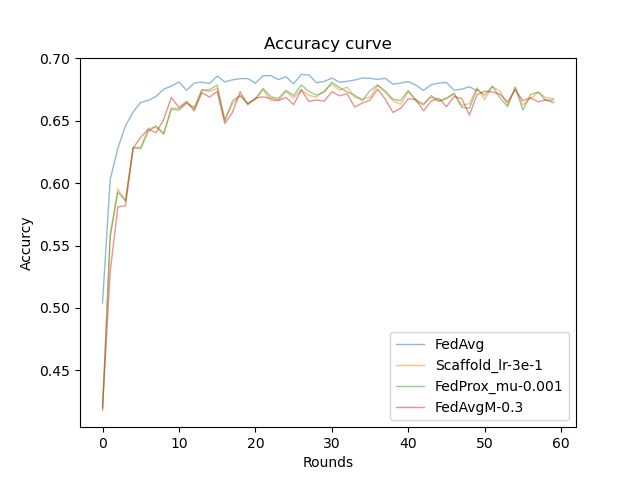 Accuracy curve
0.70
0.65
0.60
0.55
0.50
0.45
Accurcy
0
10
20
30
40
50
60
Rounds
FedAvg
Scaffold_lr-3e-1
FedProx_mu-0.001
FedAvgM-0.3